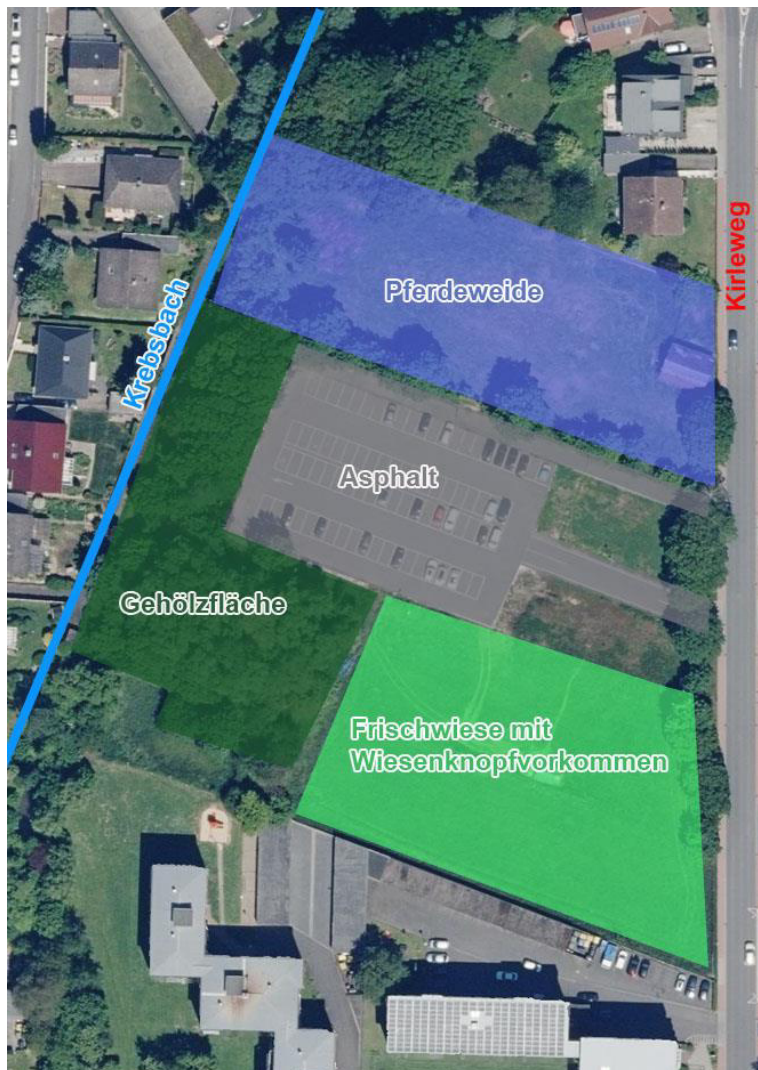 Kirleweg
Pferdeweide
Krebsbach
Asphalt
Gehölzfläche
Frischwiese mit
Wiesenknopfvorkommen